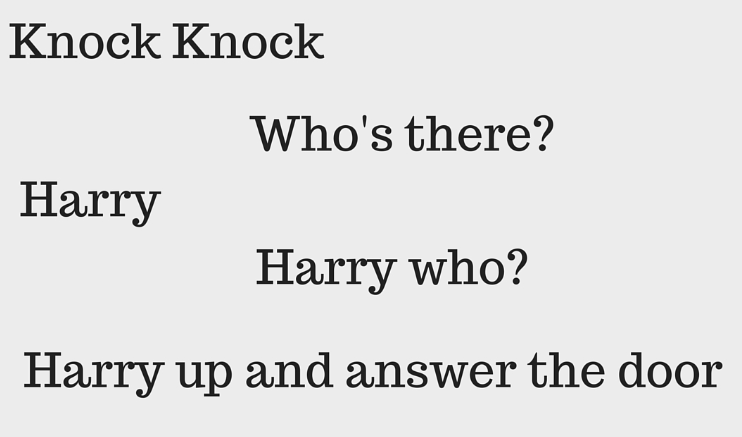 Knock Knock
Who's there?
Harry
Harry who?
Harry up and answer the door